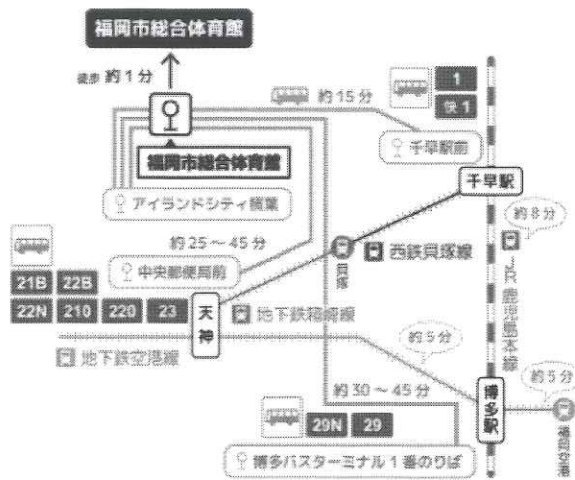 福岡市総合体育館
徒歩 約1分
約15分
1
快1
千早駅前
福岡市総合体育館
千早駅
アイランドシティ照葉
約8分
約25～45分
西鉄貝塚線
貝塚
JR鹿児島本線
中央郵便局前
21B 22B
22N 210 220 23
天神
地下鉄箱崎線
地下鉄空港線
約5分
約30～45分
約5分
博多駅
福岡空港
29N 29
博多バスターミナル1番のりば